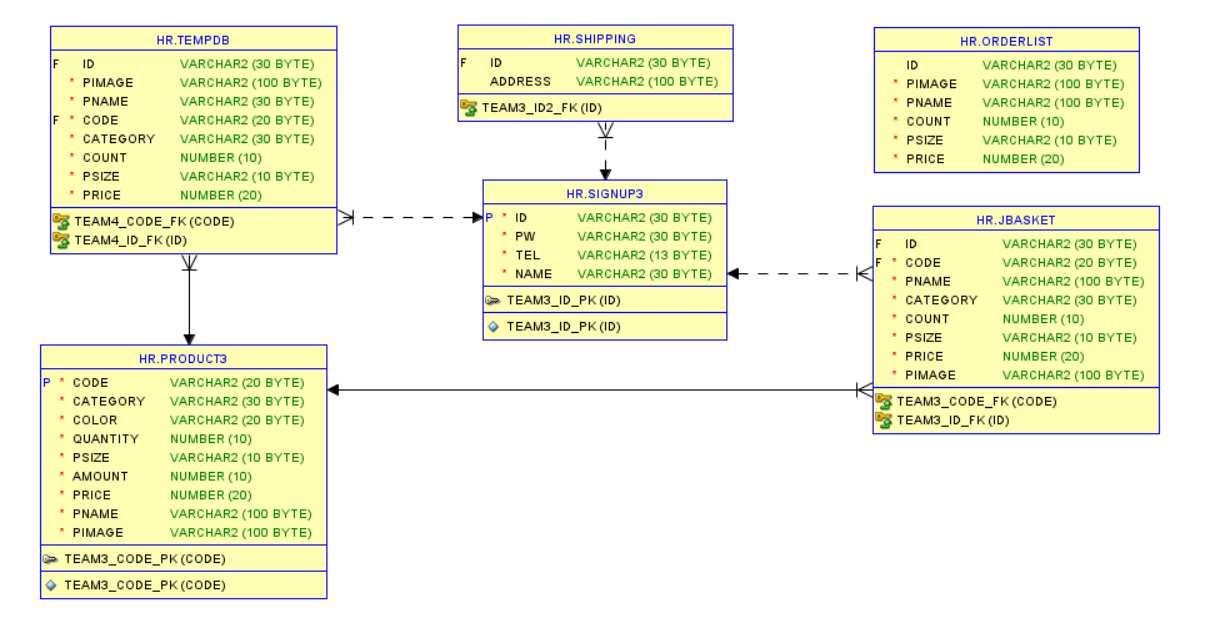 HR.TEMPDB
F ID VARCHAR2 (30 BYTE)
* PIMAGE VARCHAR2 (100 BYTE)
* PNAME VARCHAR2 (30 BYTE)
F * CODE VARCHAR2 (20 BYTE)
* CATEGORY VARCHAR2 (30 BYTE)
* COUNT NUMBER (10)
* PSIZE VARCHAR2 (10 BYTE)
* PRICE NUMBER (20)
TEAM4_CODE_FK (CODE)
TEAM4_ID_FK (ID)
HR.SHIPPING
F ID VARCHAR2 (30 BYTE)
ADDRESS VARCHAR2 (100 BYTE)
TEAM3_ID2_FK (ID)
HR.ORDERLIST
ID VARCHAR2 (30 BYTE)
* PIMAGE VARCHAR2 (100 BYTE)
* PNAME VARCHAR2 (100 BYTE)
* COUNT NUMBER (10)
* PSIZE VARCHAR2 (10 BYTE)
* PRICE NUMBER (20)
HR.SIGNUP3
P * ID VARCHAR2 (30 BYTE)
* PW VARCHAR2 (30 BYTE)
* TEL VARCHAR2 (13 BYTE)
* NAME VARCHAR2 (30 BYTE)
TEAM3_ID_PK (ID)
TEAM3_ID_PK (ID)
HR.JBASKET
F ID VARCHAR2 (30 BYTE)
F * CODE VARCHAR2 (20 BYTE)
* PNAME VARCHAR2 (100 BYTE)
* CATEGORY VARCHAR2 (30 BYTE)
* COUNT NUMBER (10)
* PSIZE VARCHAR2 (10 BYTE)
* PRICE NUMBER (20)
* PIMAGE VARCHAR2 (100 BYTE)
TEAM3_CODE_FK (CODE)
TEAM3_ID_FK (ID)
HR.PRODUCT3
P * CODE VARCHAR2 (20 BYTE)
* CATEGORY VARCHAR2 (30 BYTE)
* COLOR VARCHAR2 (20 BYTE)
* QUANTITY NUMBER (10)
* PSIZE VARCHAR2 (10 BYTE)
* AMOUNT NUMBER (10)
* PRICE NUMBER (20)
* PNAME VARCHAR2 (100 BYTE)
* PIMAGE VARCHAR2 (100 BYTE)
TEAM3_CODE_PK (CODE)
TEAM3_CODE_PK (CODE)